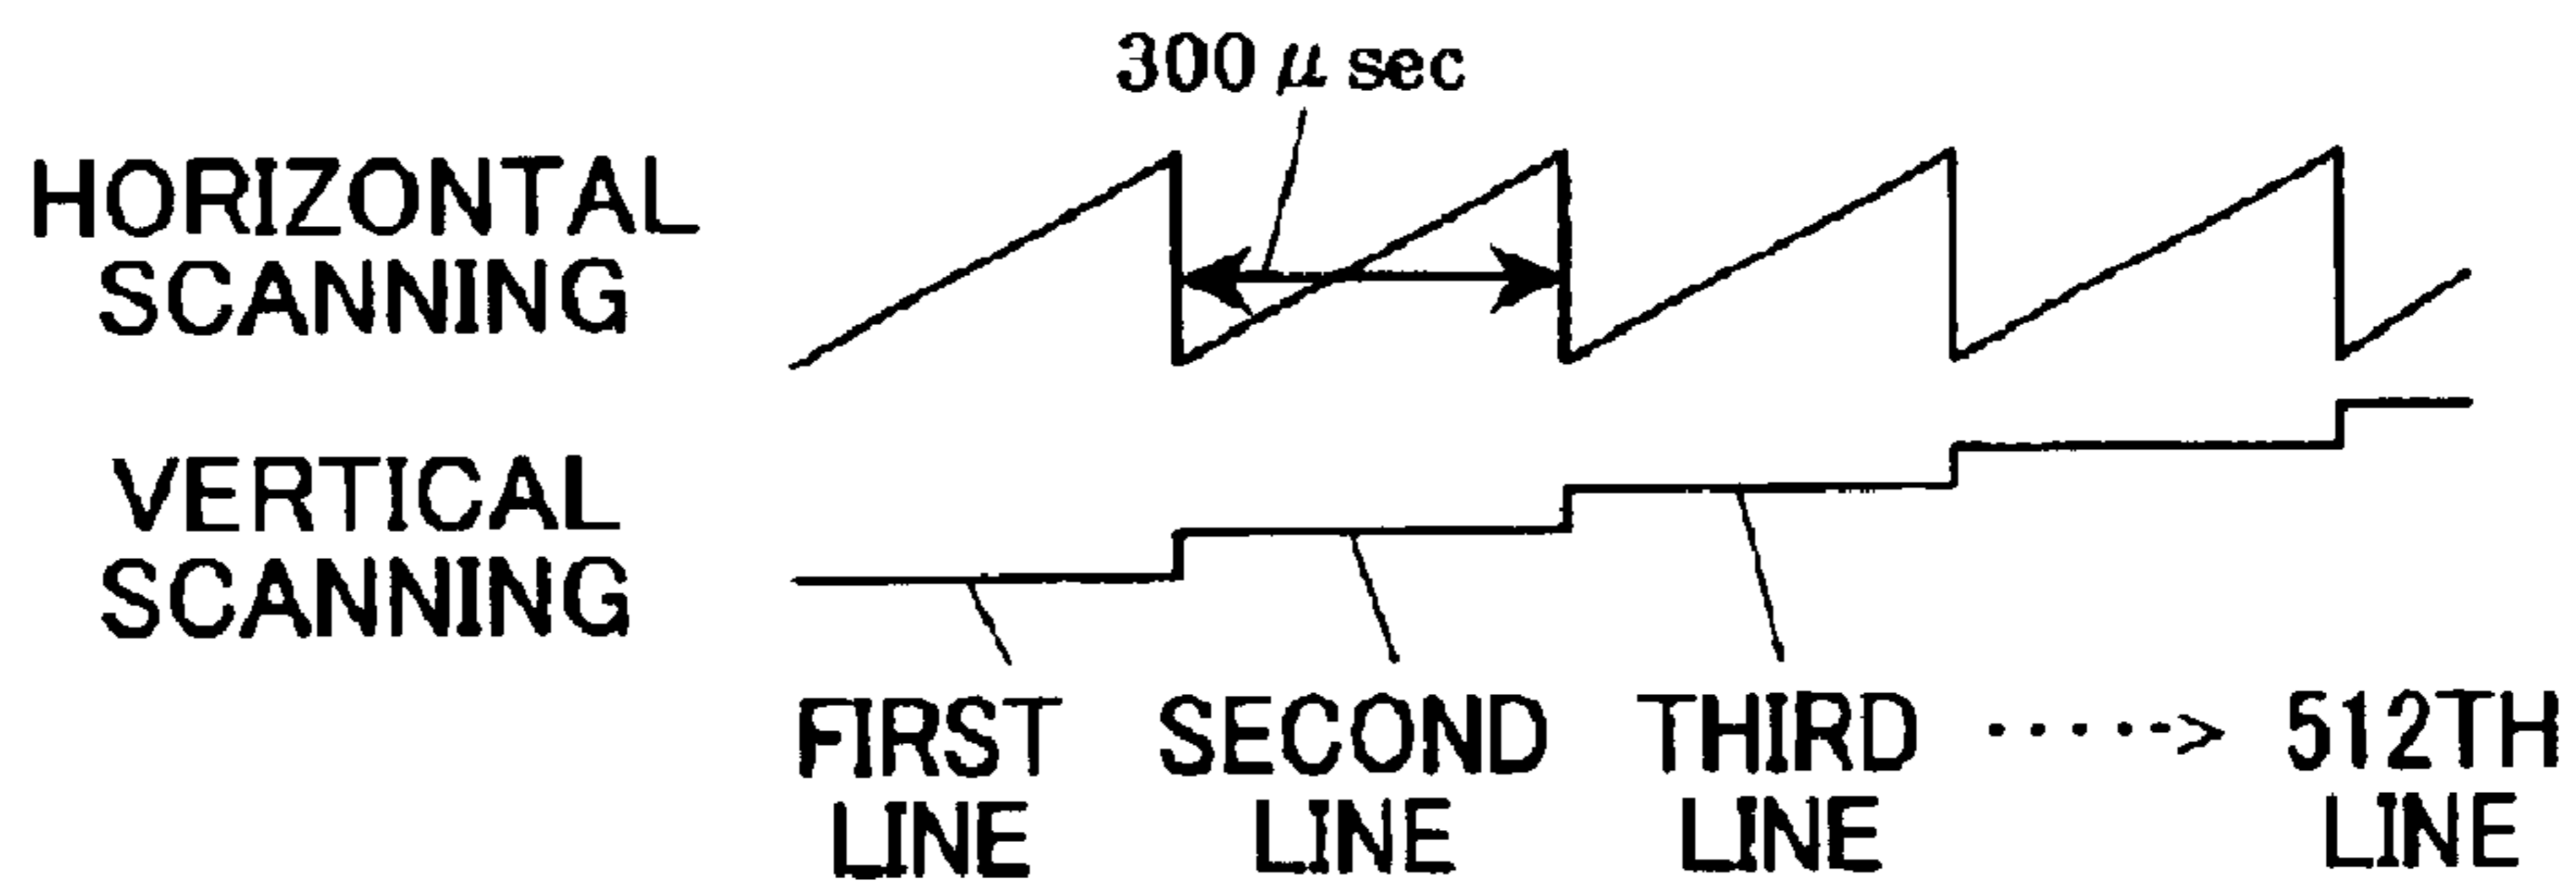 300 μ sec
HORIZONTAL
SCANNING
VERTICAL
SCANNING
FIRST
LINE
SECOND
LINE
THIRD
LINE
·····>
512TH
LINE